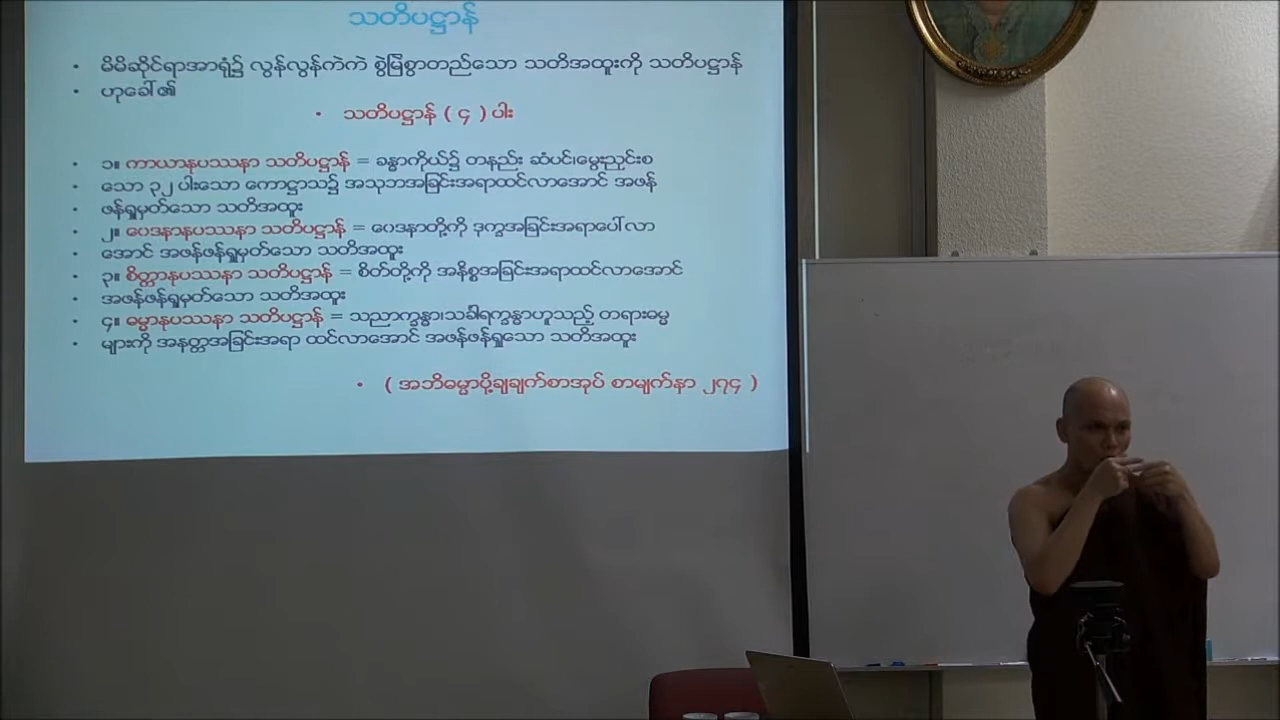 သတိပဋ္ဌာန်
• မိမိဆိုင်ရာအာရုံ၌ လွန်လွန်ကဲကဲ စွဲမြဲစွာတည်သော သတိအထူးကို သတိပဋ္ဌာန်
• ဟုခေါ်၏
• သတိပဋ္ဌာန် ( ၄ ) ပါး
• ၁။ ကာယာနုပဿနာ သတိပဋ္ဌာန် = ခန္ဓာကိုယ်၌ တနည်း ဆံပင်၊မွေးညှင်းစ
• သော ၃၂ ပါးသော ကောဋ္ဌာသ၌ အသုဘအခြင်းအရာထင်လာအောင် အဖန်
• ဖန်ရှုမှတ်သော သတိအထူး
• ၂။ ဝေဒနာနုပဿနာ သတိပဋ္ဌာန် = ဝေဒနာတို့ကို ဒုက္ခအခြင်းအရာပေါ်လာ
• အောင် အဖန်ဖန်ရှုမှတ်သော သတိအထူး
• ၃။ စိတ္တာနုပဿနာ သတိပဋ္ဌာန် = စိတ်တို့ကို အနိစ္စအခြင်းအရာထင်လာအောင်
• အဖန်ဖန်ရှုမှတ်သော သတိအထူး
• ၄။ ဓမ္မာနုပဿနာ သတိပဋ္ဌာန် = သညာက္ခန္ဓာ၊သင်္ခါရက္ခန္ဓာဟူသည့် တရားဓမ္မ
• များကို အနတ္တအခြင်းအရာ ထင်လာအောင် အဖန်ဖန်ရှုသော သတိအထူး
• ( အဘိဓမ္မာပို့ချချက်စာအုပ် စာမျက်နှာ ၂၇၄ )